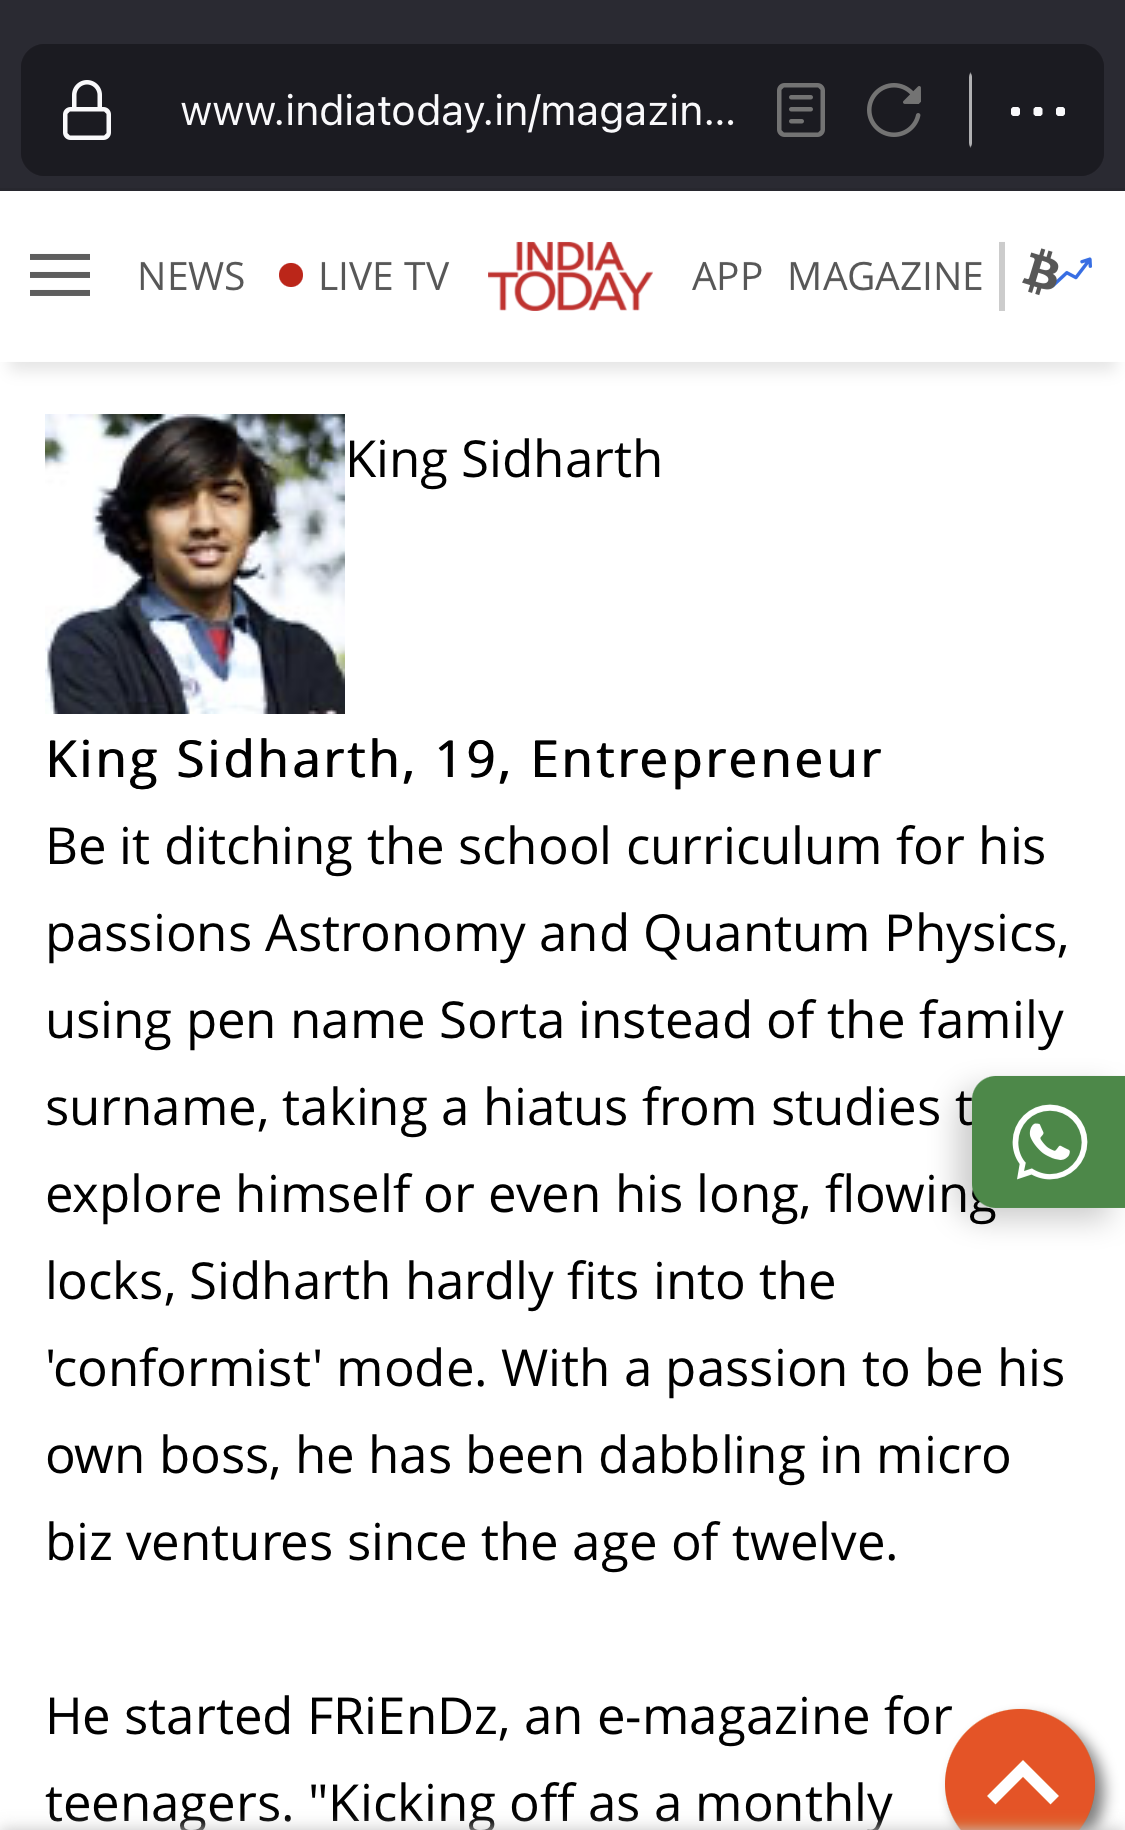 www.indiatoday.in/magazin...
NEWS LIVE TV INDIA TODAY APP MAGAZINE
King Sidharth
King Sidharth, 19, Entrepreneur
Be it ditching the school curriculum for his
passions Astronomy and Quantum Physics,
using pen name Sorta instead of the family
surname, taking a hiatus from studies t
explore himself or even his long, flowing
locks, Sidharth hardly fits into the
'conformist' mode. With a passion to be his
own boss, he has been dabbling in micro
biz ventures since the age of twelve.
He started FRiEnDz, an e-magazine for
teenagers. "Kicking off as a monthly